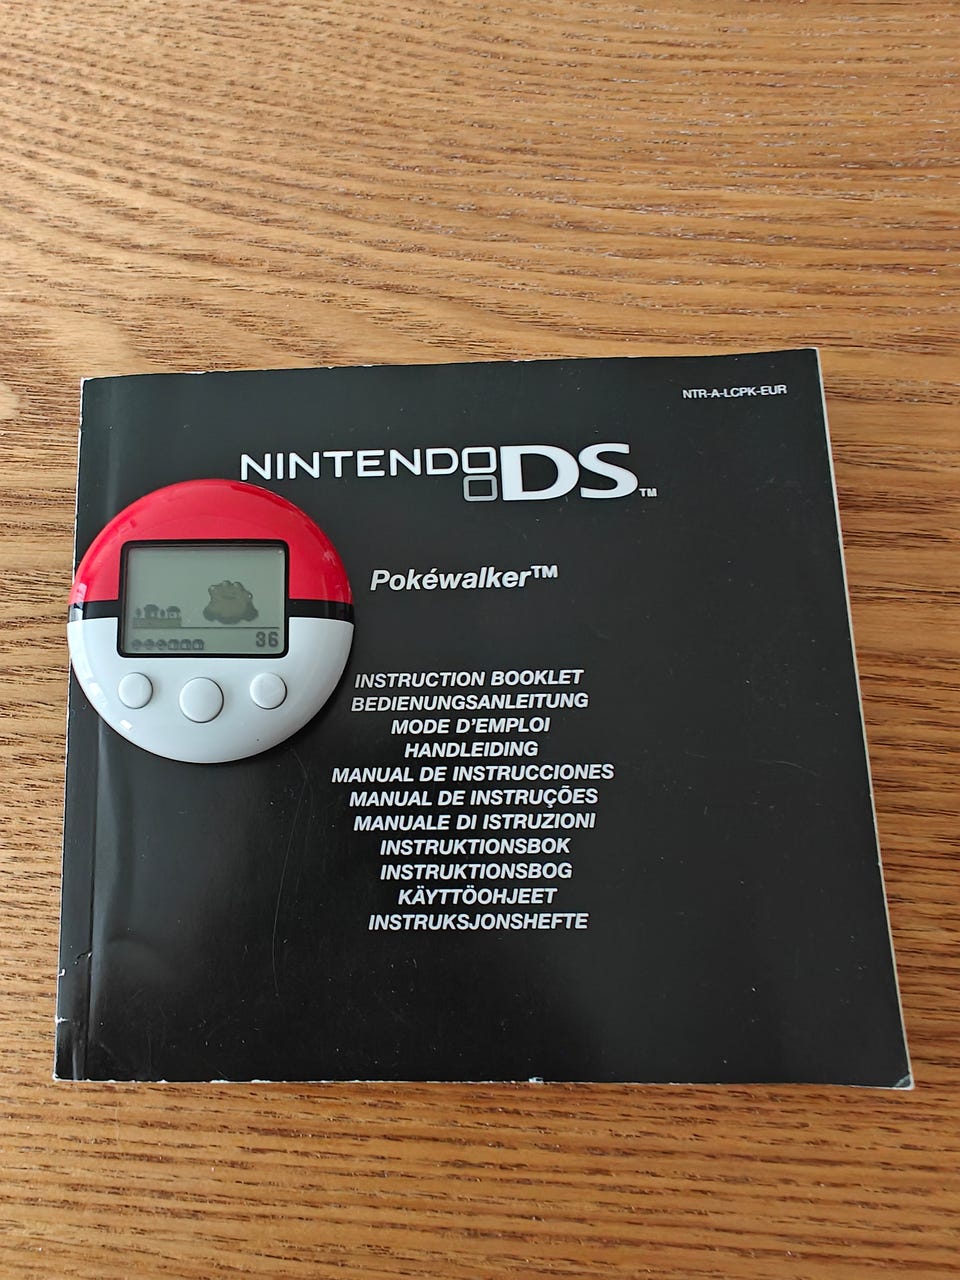 NTR-A-LCPK-EUR
NINTENDO DS™
Pokéwalker™
36
INSTRUCTION BOOKLET
BEDIENUNGSANLEITUNG
MODE D'EMPLOI
HANDLEIDING
MANUAL DE INSTRUCCIONES
MANUAL DE INSTRUÇÕES
MANUALE DI ISTRUZIONI
INSTRUKTIONSBOK
INSTRUKTIONSBOG
KÄYTTÖOHJEET
INSTRUKSJONSHEFTE